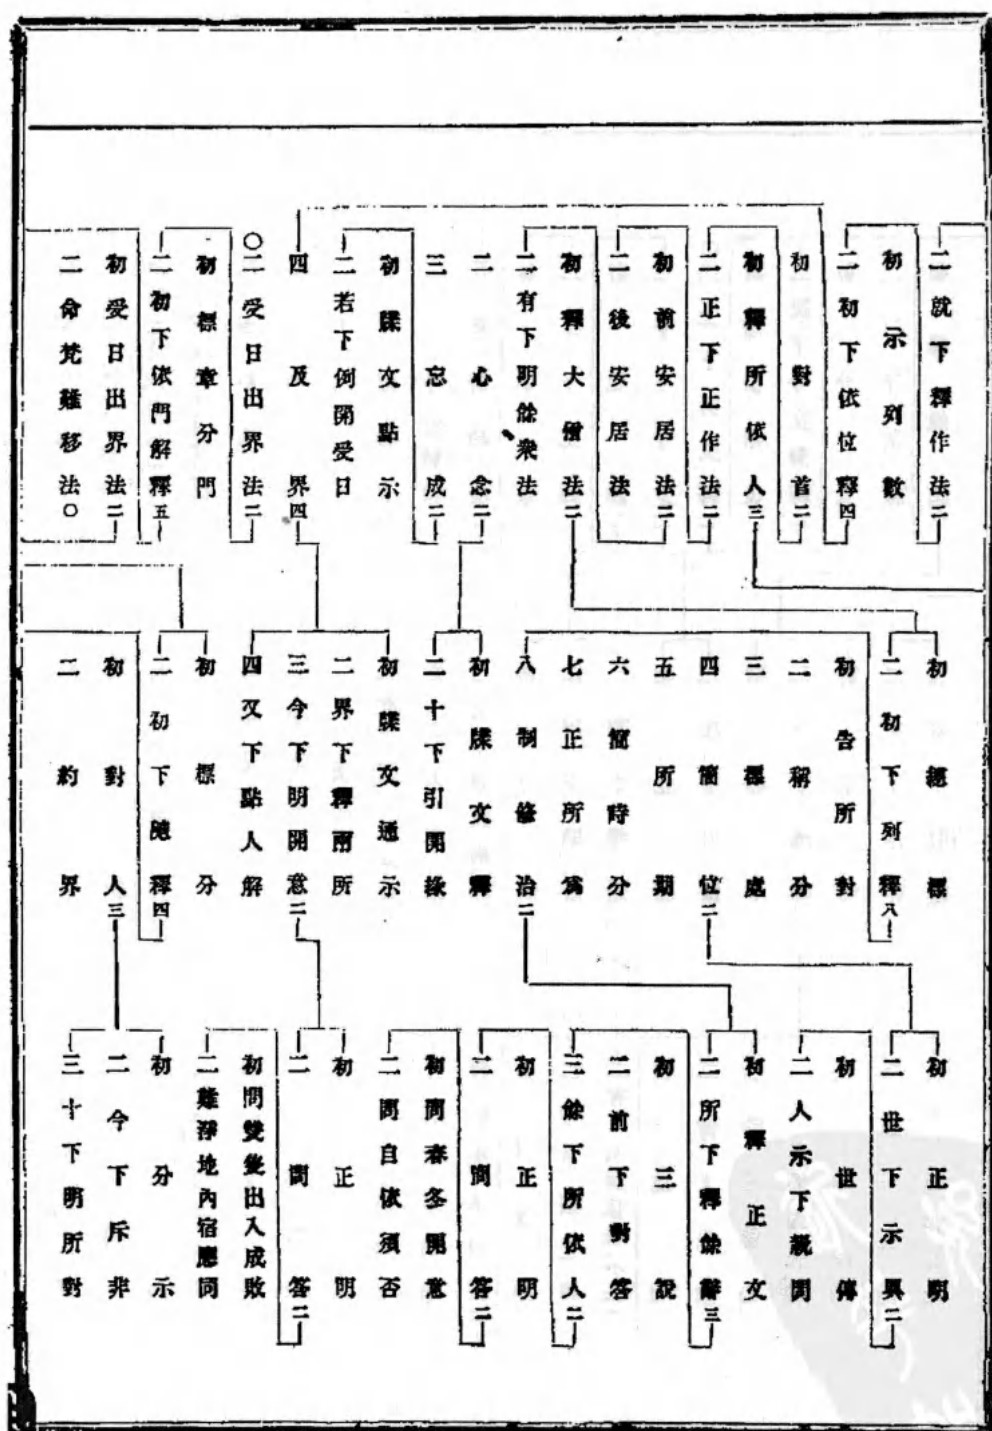 二就下釋作法二
初示列數
二初下依位釋四
初對首二
初釋所依人三
二正下正作法二
初前安居法二
二後安居法
初釋大僧法二
二有下明餘衆法
二心念二
三忘成二
初牒文點示
二若下例開受日
四及界四
○二受日出界法二
初標章分門
二初下依門解釋五
初受日出界法二
二命梵難移法○
初總標
二初下列釋八
初告所對
二稱分
三標處
四簡位二
五所期
六簡時分
七正所爲
八制修治二
初牒文釋
二十下引開緣
初牒文通示
二界下釋兩所
三今下明開意二
四又下點人解
初標分
二初下隨釋四
初對人三
二約界
初正明
二世下示異二
初世傳
二人示下親聞
初釋正文
二所下釋餘辭三
初三說
二前下對答
三餘下所依人二
初正明
二問答二
初問春冬開意
二問自依須否
初正明
二問答二
初問雙後出入成敗
二難淨地內宿應同
初分示
二今下斥非
三十下明所對